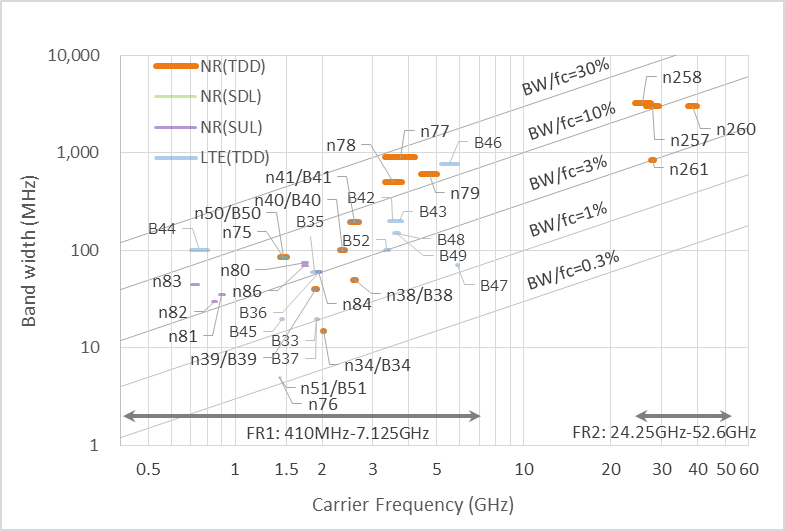 10,000
1,000
100
10
1
Band width (MHz)
NR(TDD)
NR(SDL)
NR(SUL)
LTE(TDD)
BW/fc=30%
BW/fc=10%
BW/fc=3%
BW/fc=1%
BW/fc=0.3%
n258
n260
n257
n261
n77
n78
B46
n79
n41/B41
n40/B40
B42
B43
n50/B50
B35
B44
n75
B52
B48
B49
n80
n83
n86
B47
n38/B38
n84
n82
B36
n81
B45
B33
n39/B39
B37
n34/B34
n51/B51
n76
FR1: 410MHz-7.125GHz
FR2: 24.25GHz-52.6GHz
0.5 1 1.5 2 3 5 10 20 30 40 50 60
Carrier Frequency (GHz)